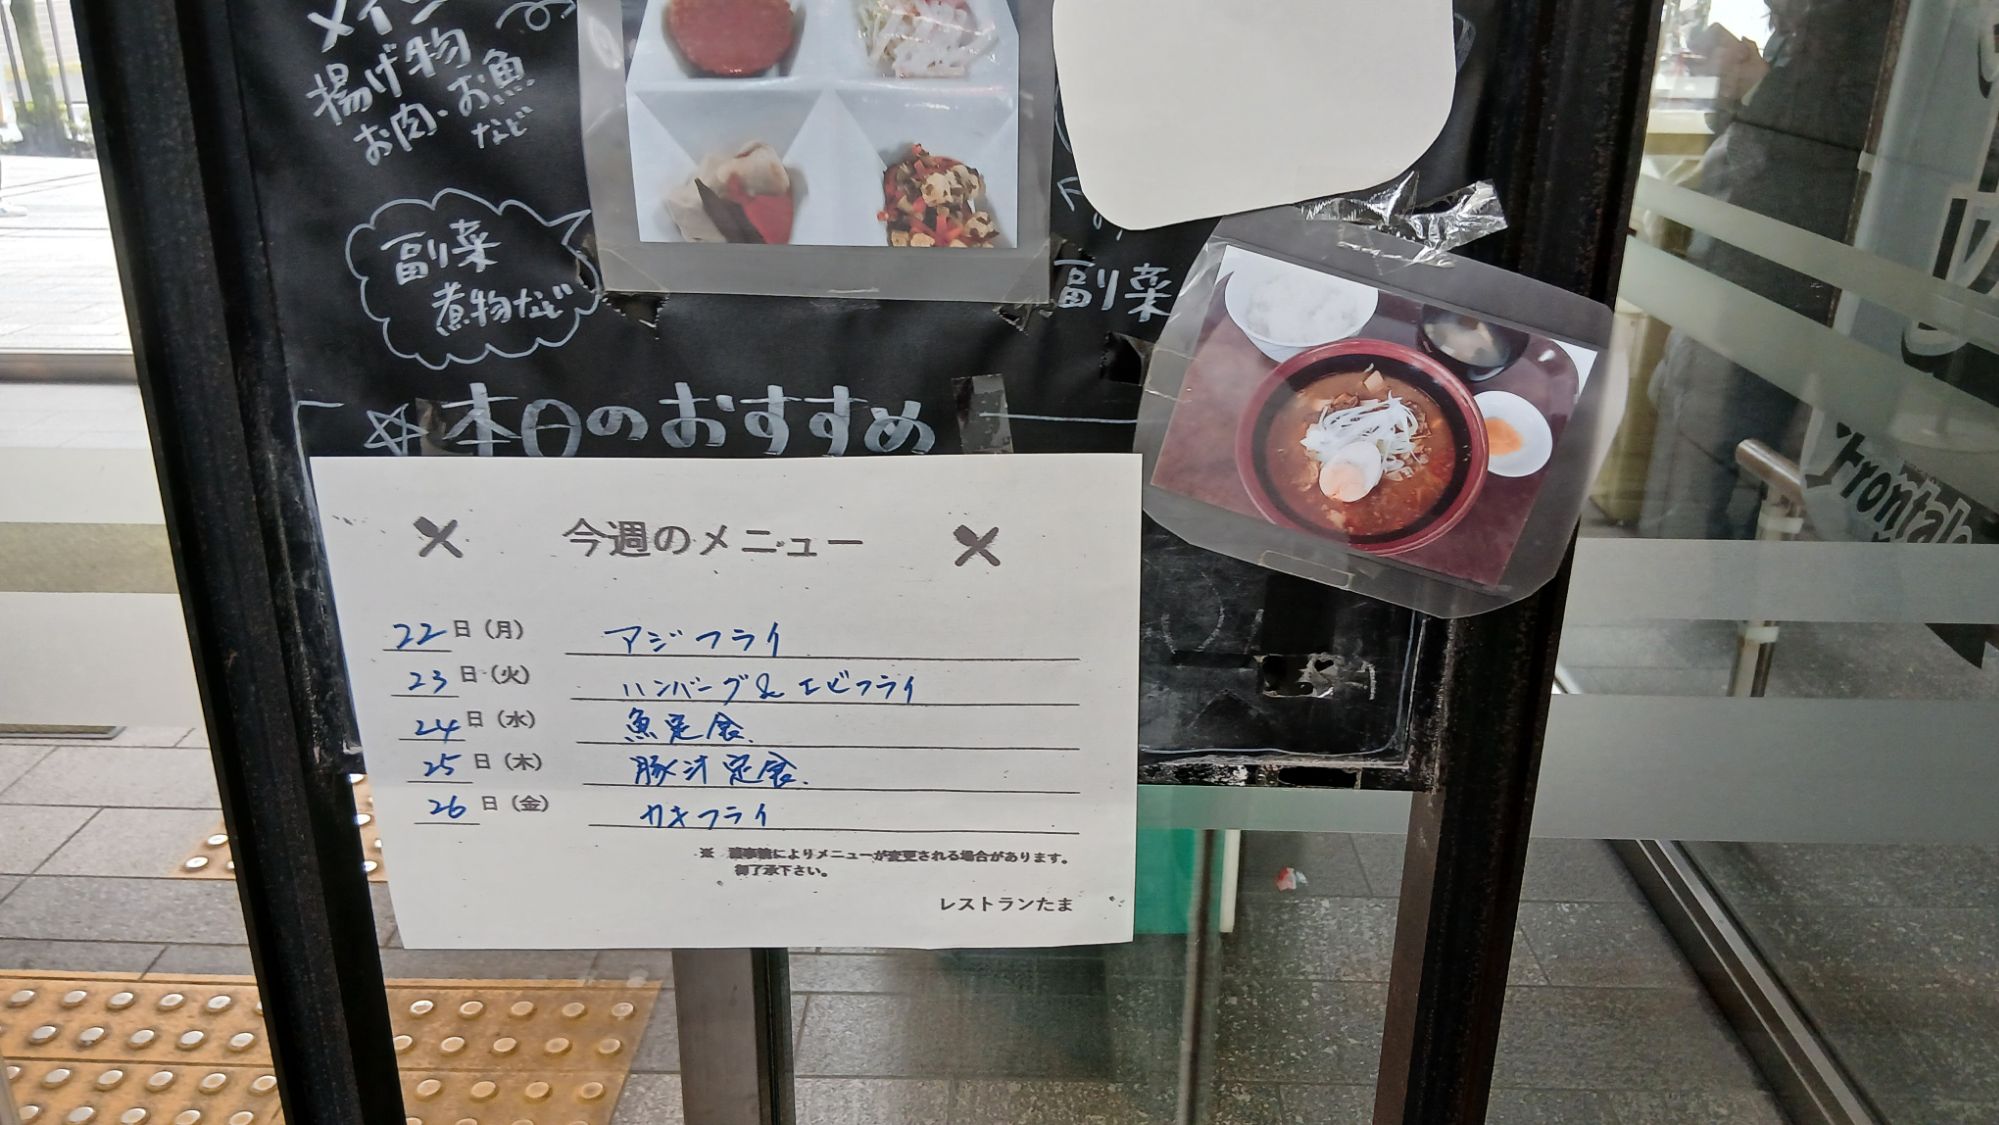 メイン
揚げ物
お肉・お魚
など
副菜
煮物など
副菜
☆本日のおすすめ
今週のメニュー
22日（月） アジフライ
23日（火） ハンバーグ＆エビフライ
24日（水） 魚定食.
25日（木） 豚汁定食.
26日（金） カキフライ
※ 諸事情によりメニューが変更される場合があります。
御了承下さい。
レストランたま
Frontale